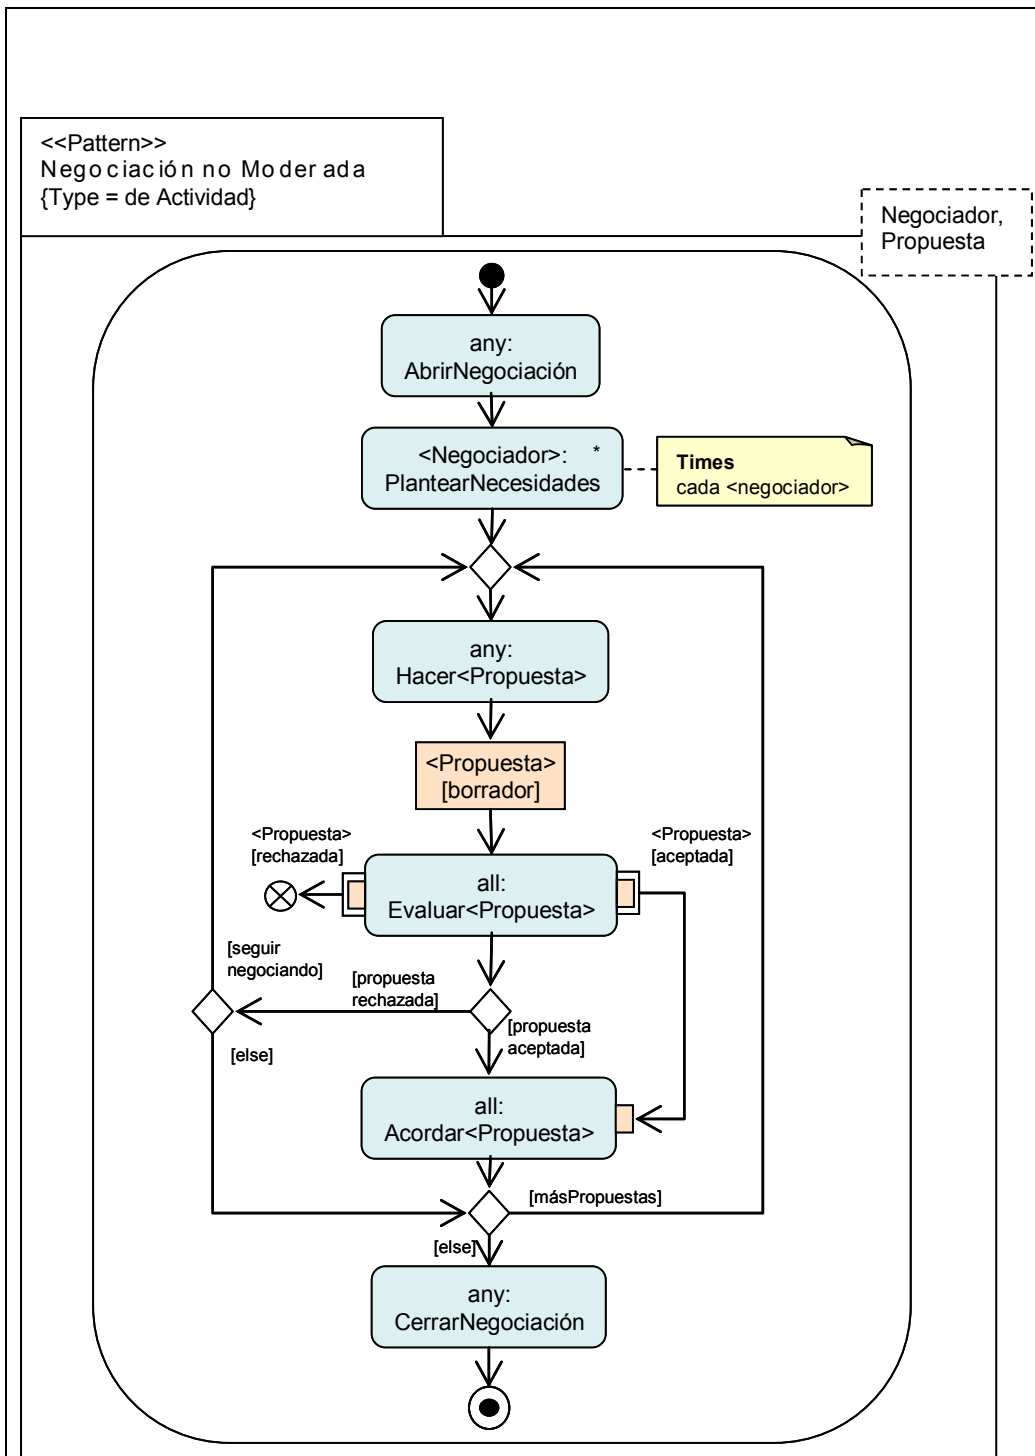 <<Pattern>>
Negociación no Moderada
{Type = de Actividad}
Negociador,
Propuesta
any:
AbrirNegociación
<Negociador>: *
PlantearNecesidades
Times
cada <negociador>
any:
Hacer<Propuesta>
<Propuesta>
[borrador]
<Propuesta>
[rechazada]
<Propuesta>
[aceptada]
all:
Evaluar<Propuesta>
[seguir
negociando]
[propuesta
rechazada]
[propuesta
aceptada]
[else]
all:
Acordar<Propuesta>
[másPropuestas]
[else]
any:
CerrarNegociación